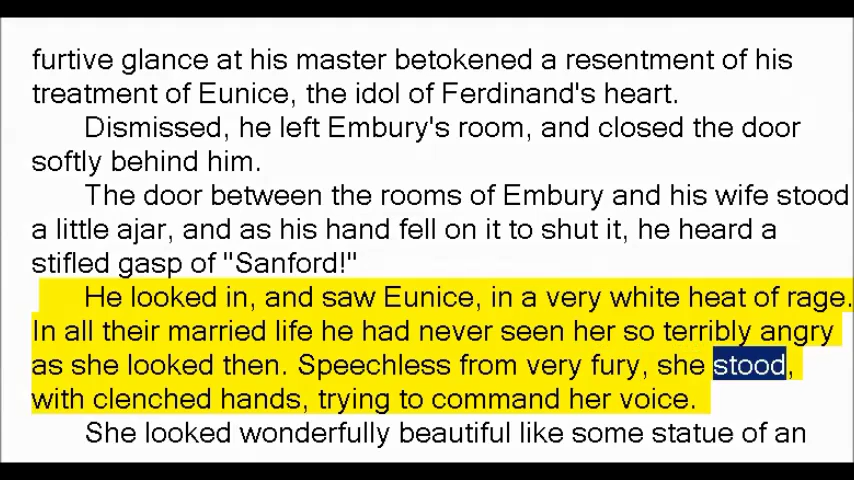 furtive glance at his master betokened a resentment of his
treatment of Eunice, the idol of Ferdinand's heart.
Dismissed, he left Embury's room, and closed the door
softly behind him.
The door between the rooms of Embury and his wife stood
a little ajar, and as his hand fell on it to shut it, he heard a
stifled gasp of "Sanford!"
He looked in, and saw Eunice, in a very white heat of rage.
In all their married life he had never seen her so terribly angry
as she looked then. Speechless from very fury, she stood,
with clenched hands, trying to command her voice.
She looked wonderfully beautiful like some statue of an